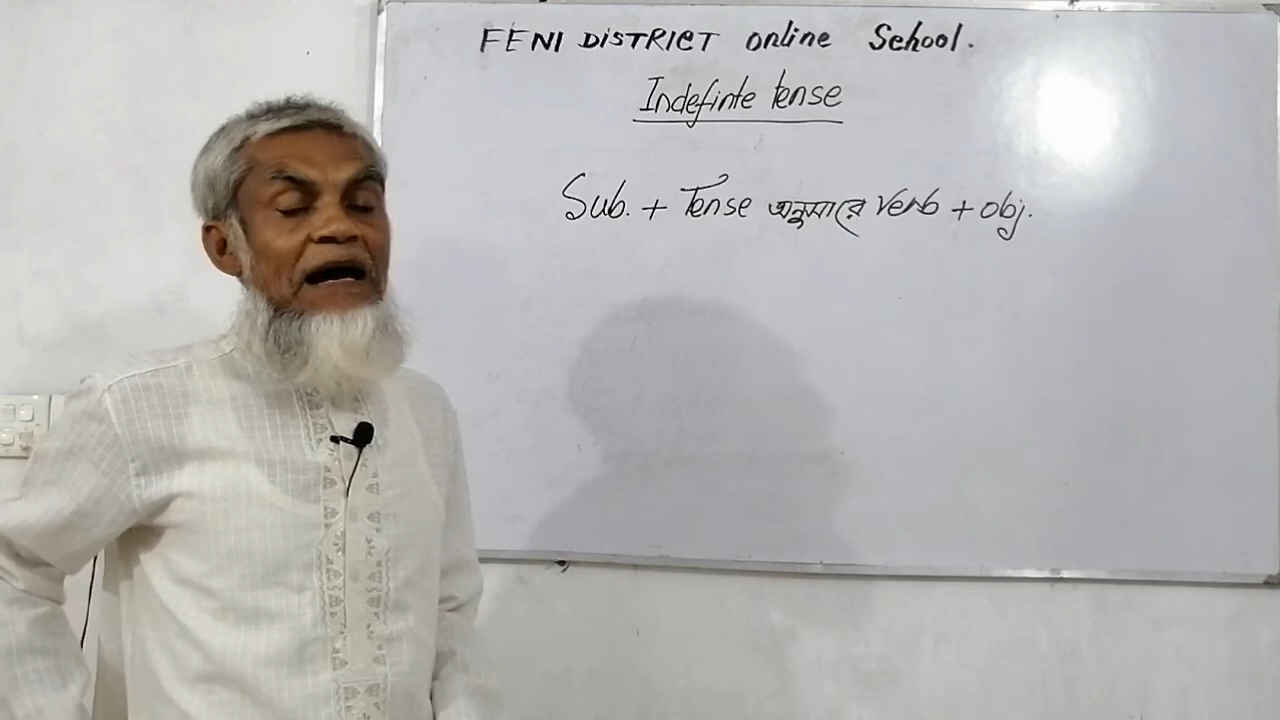 FENI DISTRICT online School.
Indefinte tense
Sub. + Tense অনুসারে verb + obj.